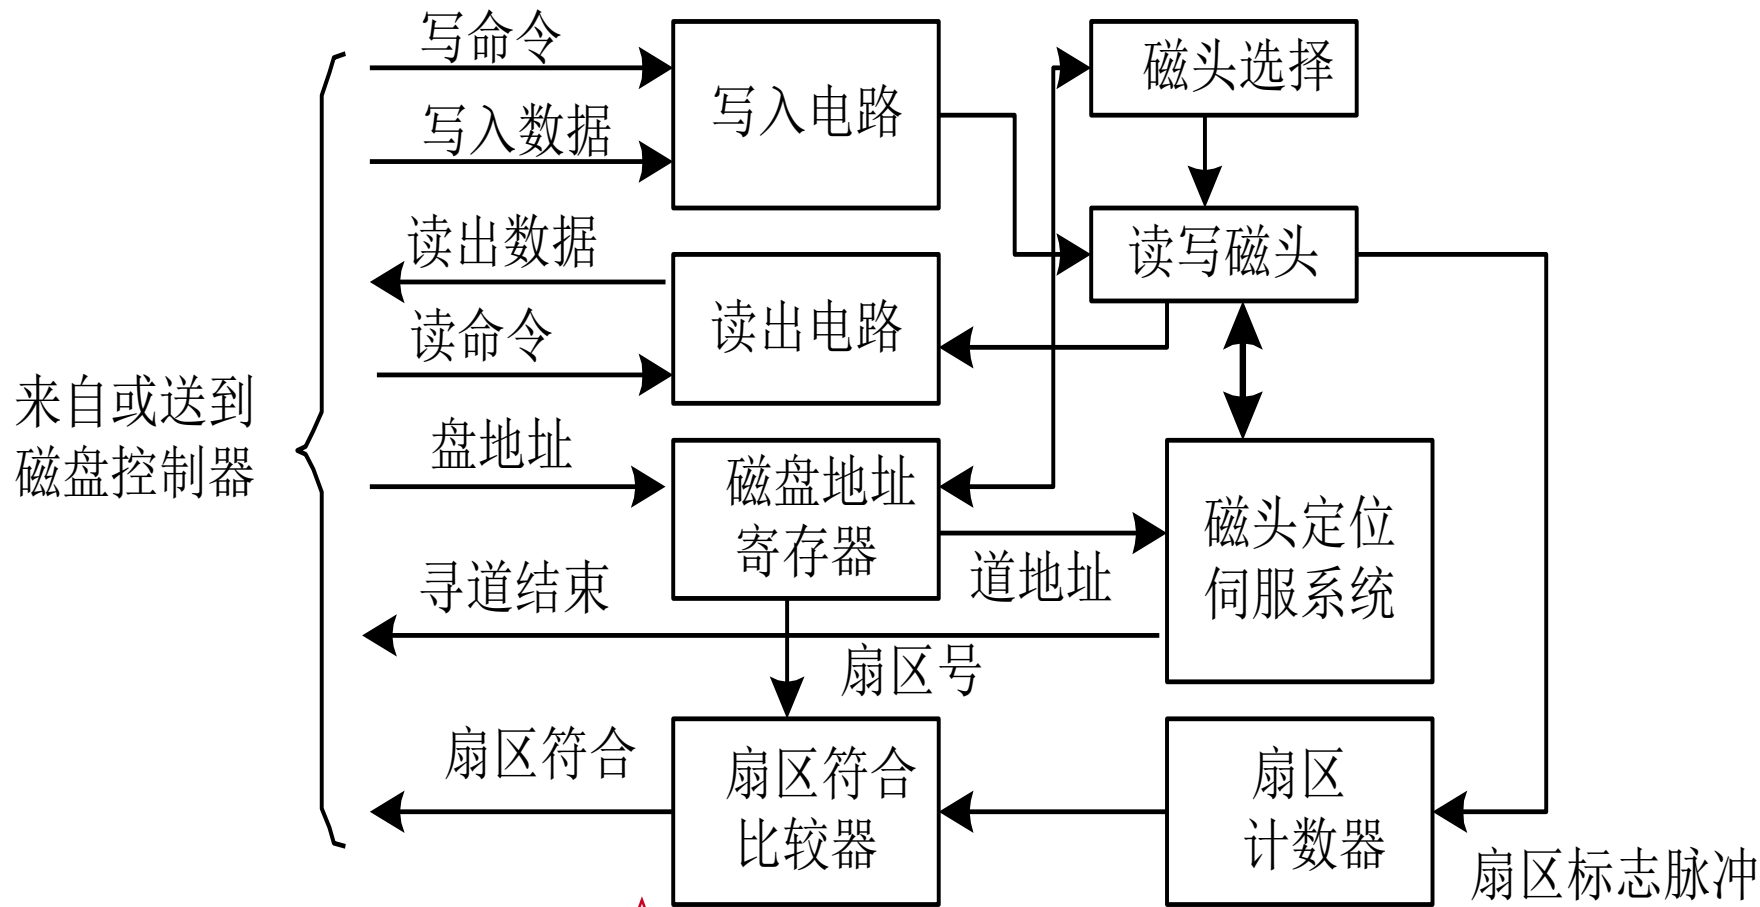 写命令
写入数据
读出数据
读命令
盘地址
寻道结束
扇区符合
来自或送到
磁盘控制器
写入电路
读出电路
磁盘地址
寄存器
道地址
扇区号
扇区符合
比较器
磁头选择
读写磁头
磁头定位
伺服系统
扇区
计数器
扇区标志脉冲